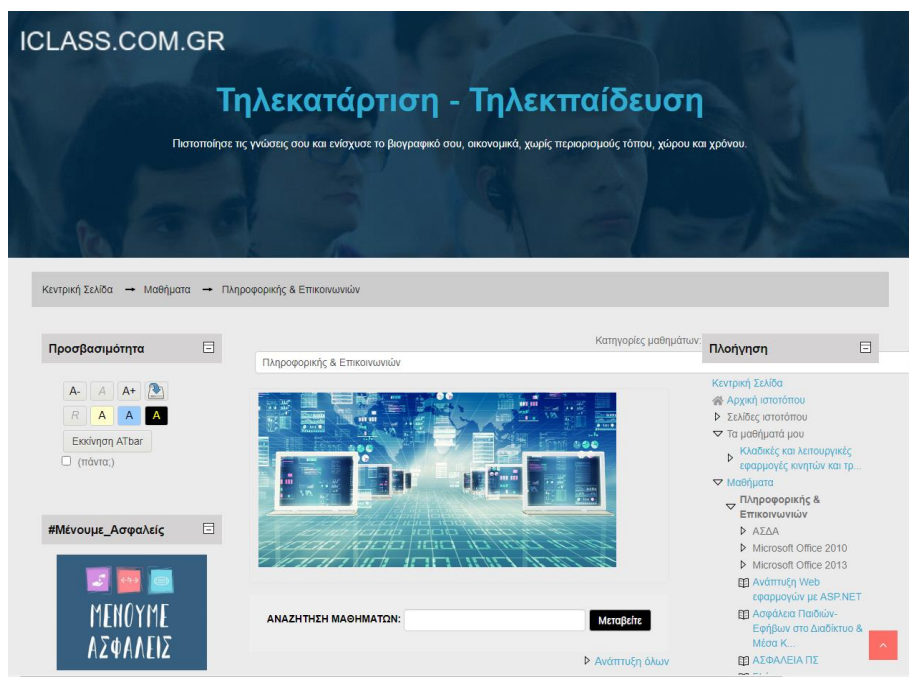 ICLASS.COM.GR
Τηλεκατάρτιση - Τηλεκπαίδευση
Πιστοποίησε τις γνώσεις σου και ενίσχυσε το βιογραφικό σου, οικονομικά, χωρίς περιορισμούς τόπου, χώρου και χρόνου.
Κεντρική Σελίδα → Μαθήματα → Πληροφορικής & Επικοινωνιών
Προσβασιμότητα
A- A A+
R A A A
Εκκίνηση ATbar
(πάντα;)
#Μένουμε_Ασφαλείς
ΜΕΝΟΥΜΕ
ΑΣΦΑΛΕΙΣ
Κατηγορίες μαθημάτων:
Πληροφορικής & Επικοινωνιών
ΑΝΑΖΗΤΗΣΗ ΜΑΘΗΜΑΤΩΝ:
Μεταβείτε
Ανάπτυξη όλων
Πλοήγηση
Κεντρική Σελίδα
Αρχική ιστοτόπου
Σελίδες ιστοτόπου
Τα μαθήματά μου
Κλαδικές και λειτουργικές
εφαρμογές κινητών και τρ...
Μαθήματα
Πληροφορικής &
Επικοινωνιών
ΑΣΔΑ
Microsoft Office 2010
Microsoft Office 2013
Ανάπτυξη Web
εφαρμογών με ASP.NET
Ασφάλεια Παιδιών-
Εφήβων στο Διαδίκτυο &
Μέσα Κ...
ΑΣΦΑΛΕΙΑ ΠΣ